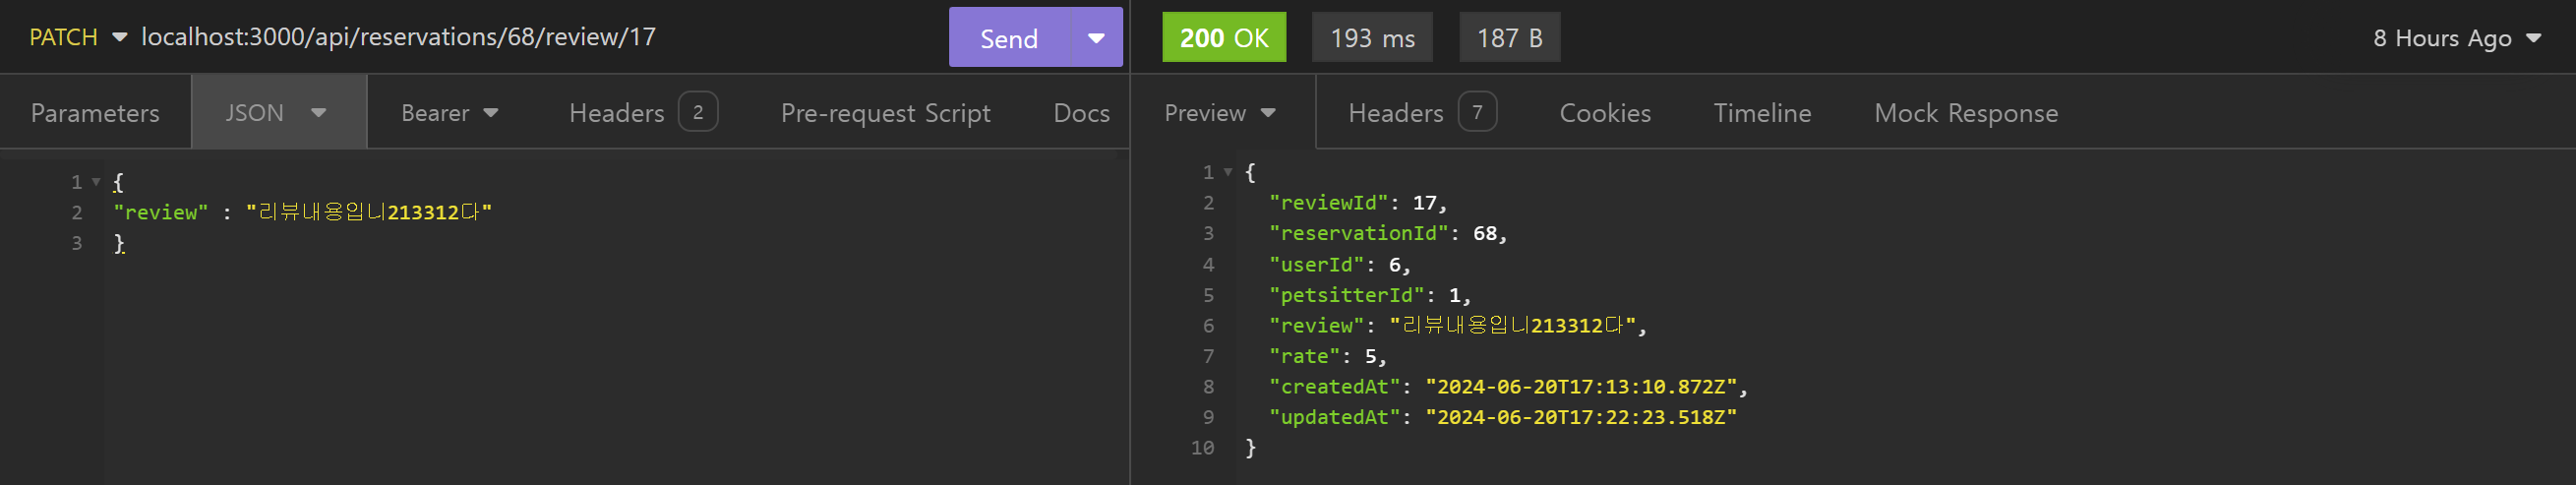 PATCH localhost:3000/api/reservations/68/review/17 Send
200 OK 193 ms 187 B 8 Hours Ago
Parameters JSON Bearer Headers 2 Pre-request Script Docs
Preview Headers 7 Cookies Timeline Mock Response
1 {
2 "review" : "리뷰내용입니213312다"
3 }
1 {
2 "reviewId": 17,
3 "reservationId": 68,
4 "userId": 6,
5 "petsitterId": 1,
6 "review": "리뷰내용입니213312다",
7 "rate": 5,
8 "createdAt": "2024-06-20T17:13:10.872Z",
9 "updatedAt": "2024-06-20T17:22:23.518Z"
10 }